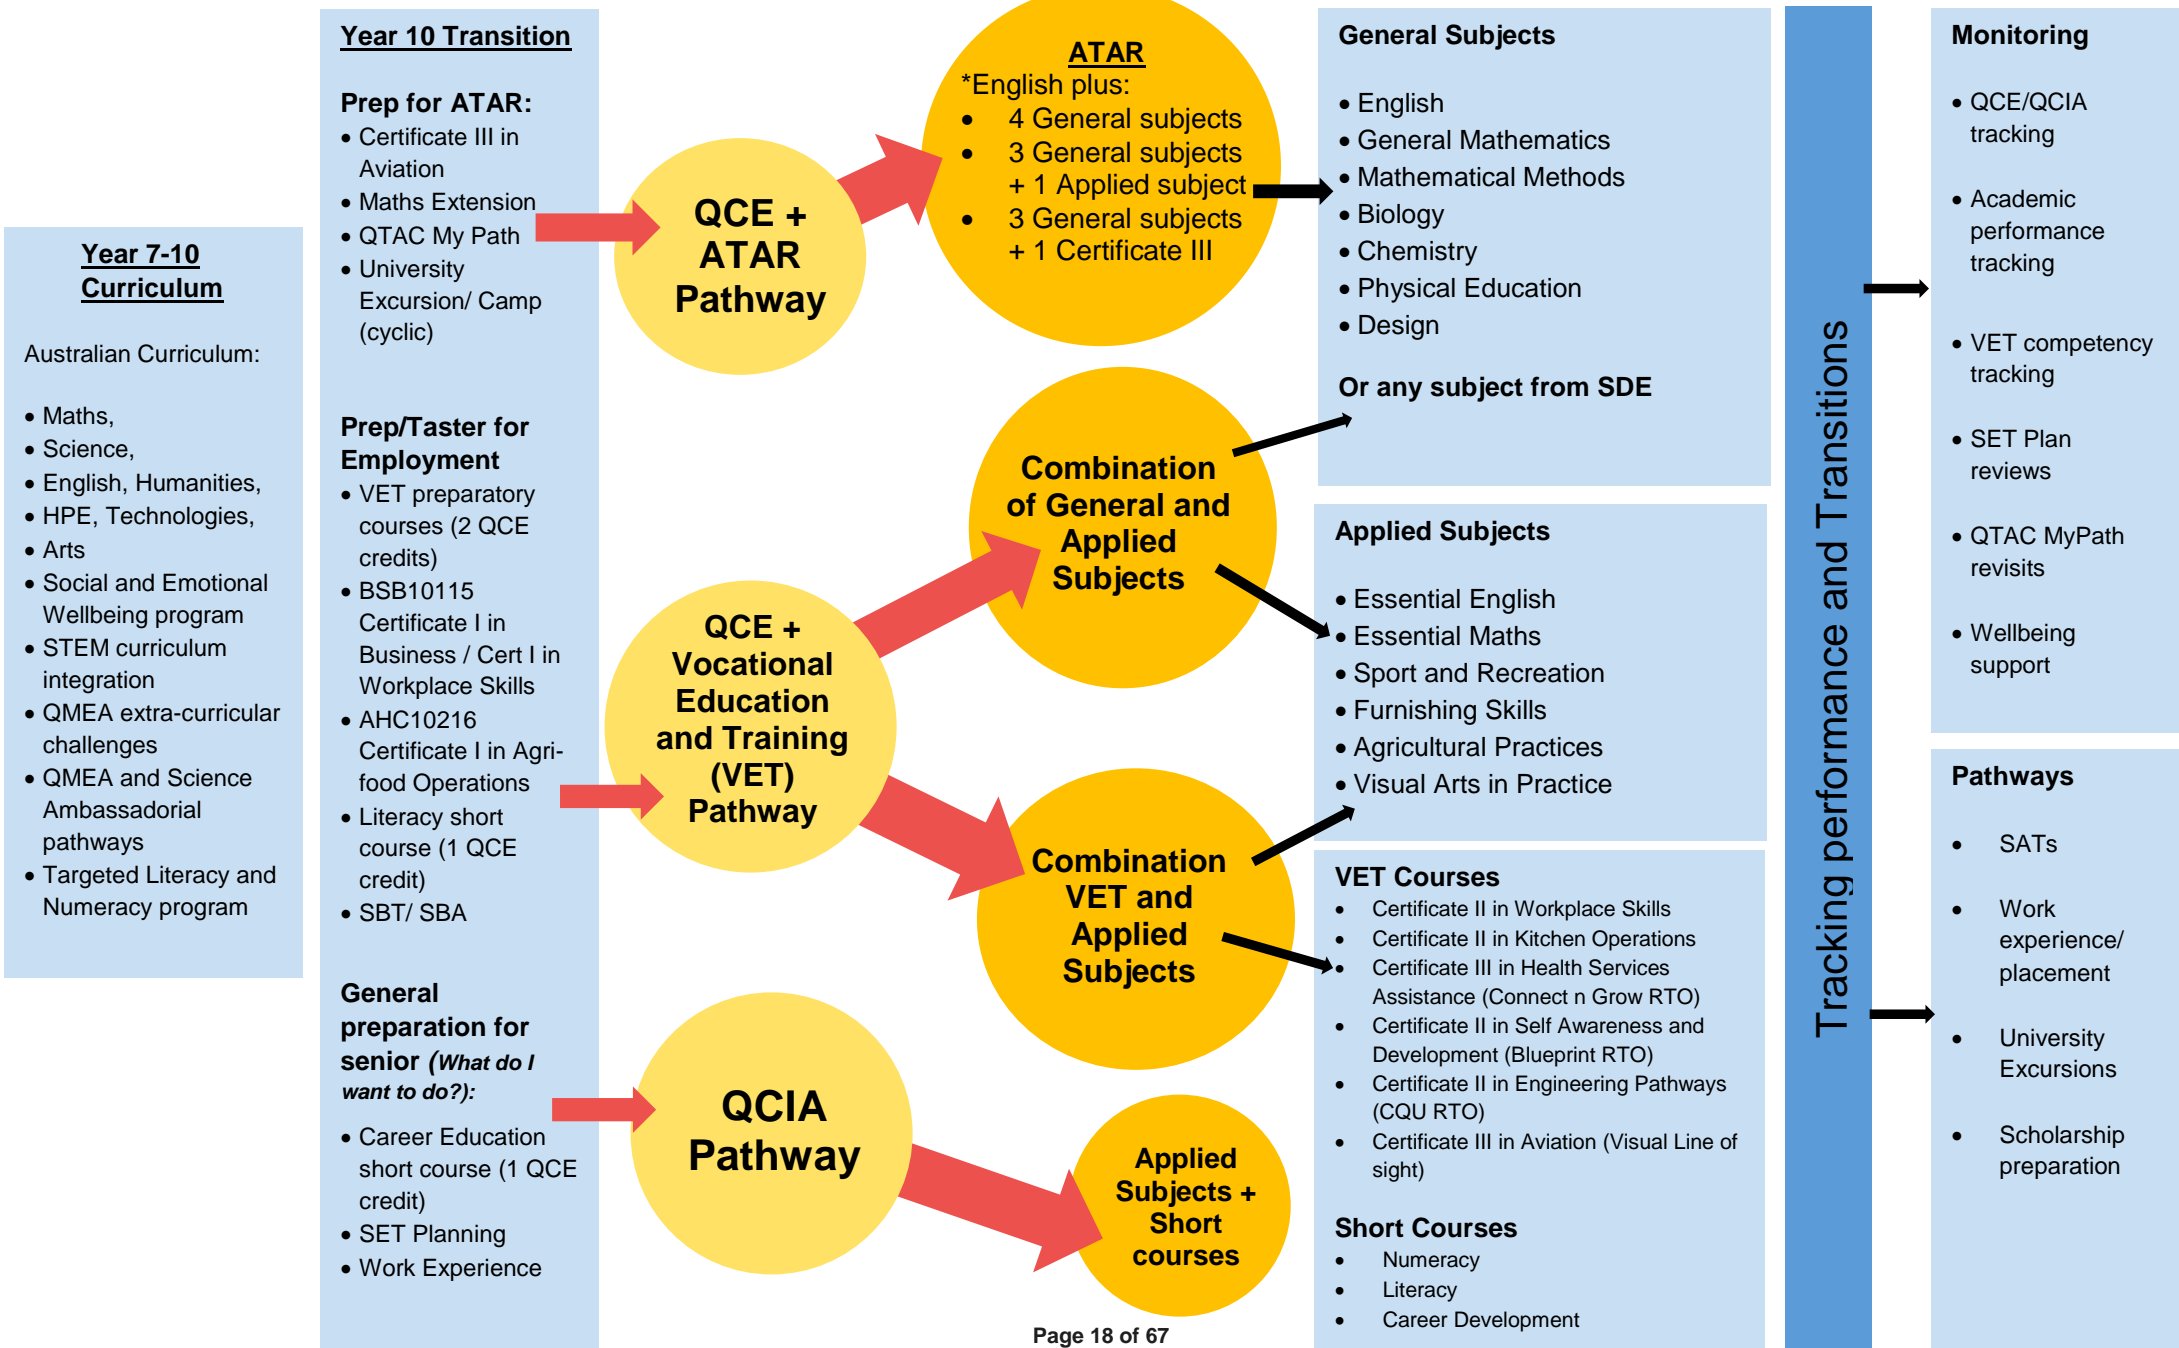 Year 7-10
Curriculum
Australian Curriculum:
• Maths,
• Science,
• English, Humanities,
• HPE, Technologies,
• Arts
• Social and Emotional
Wellbeing program
• STEM curriculum
integration
• QMEA extra-curricular
challenges
• QMEA and Science
Ambassadorial
pathways
• Targeted Literacy and
Numeracy program
Year 10 Transition
Prep for ATAR:
• Certificate III in
Aviation
• Maths Extension
• QTAC My Path
• University
Excursion/ Camp
(cyclic)
Prep/Taster for
Employment
• VET preparatory
courses (2 QCE
credits)
• BSB10115
Certificate I in
Business / Cert I in
Workplace Skills
• AHC10216
Certificate I in Agri-
food Operations
• Literacy short
course (1 QCE
credit)
• SBT/ SBA
General
preparation for
senior (What do I
want to do?):
• Career Education
short course (1 QCE
credit)
• SET Planning
• Work Experience
QCE +
ATAR
Pathway
QCE +
Vocational
Education
and Training
(VET)
Pathway
QCIA
Pathway
ATAR
*English plus:
• 4 General subjects
• 3 General subjects
+ 1 Applied subject
• 3 General subjects
+ 1 Certificate III
Combination
of General and
Applied
Subjects
Combination
VET and
Applied
Subjects
Applied
Subjects +
Short
courses
General Subjects
• English
• General Mathematics
• Mathematical Methods
• Biology
• Chemistry
• Physical Education
• Design
Or any subject from SDE
Applied Subjects
• Essential English
• Essential Maths
• Sport and Recreation
• Furnishing Skills
• Agricultural Practices
• Visual Arts in Practice
VET Courses
• Certificate II in Workplace Skills
• Certificate II in Kitchen Operations
• Certificate III in Health Services
Assistance (Connect n Grow RTO)
• Certificate II in Self Awareness and
Development (Blueprint RTO)
• Certificate II in Engineering Pathways
(CQU RTO)
• Certificate III in Aviation (Visual Line of
sight)
Short Courses
• Numeracy
• Literacy
• Career Development
Tracking performance and Transitions
Monitoring
• QCE/QCIA
tracking
• Academic
performance
tracking
• VET competency
tracking
• SET Plan
reviews
• QTAC MyPath
revisits
• Wellbeing
support
Pathways
• SATs
• Work
experience/
placement
• University
Excursions
• Scholarship
preparation
Page 18 of 67